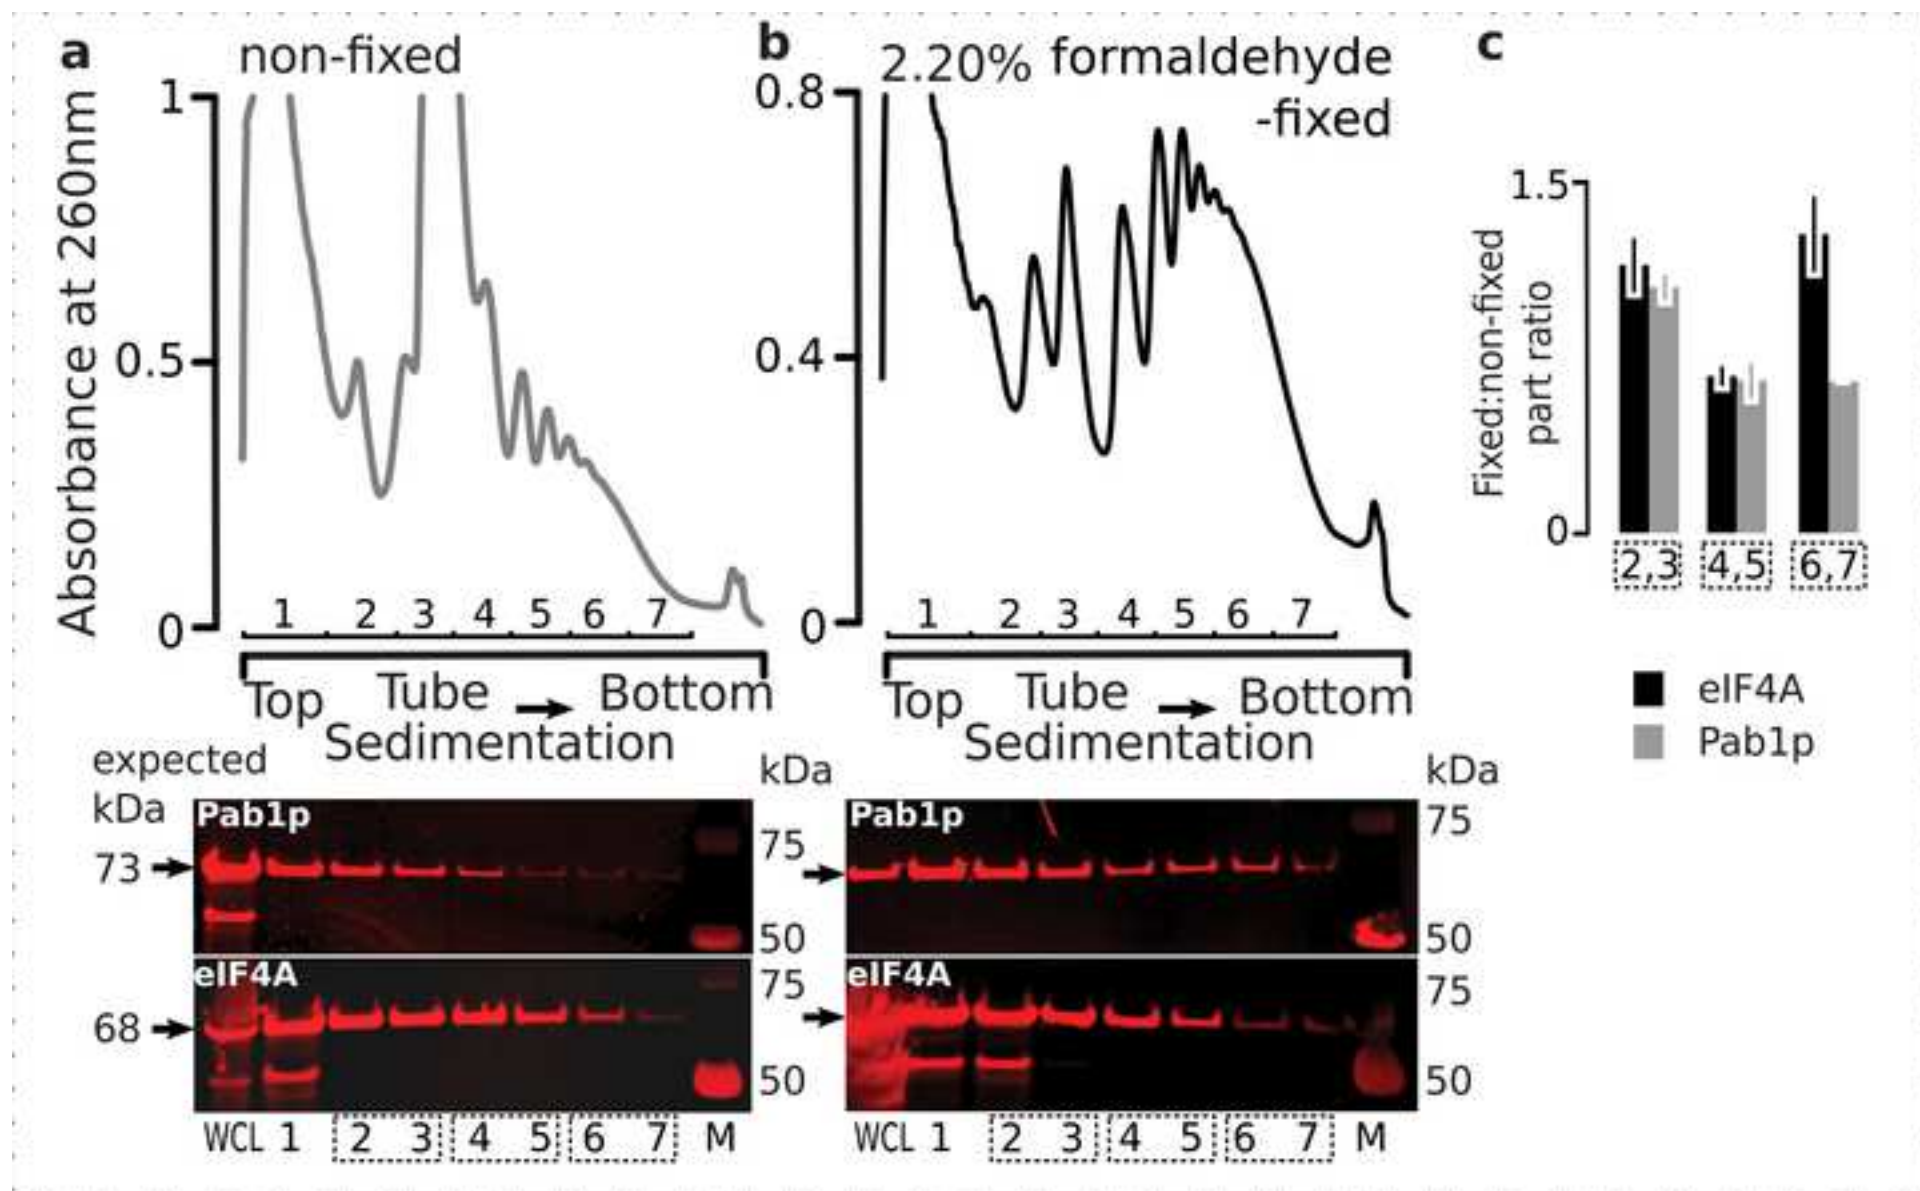 a
non-fixed
Absorbance at 260nm
1
0.5
0
1 2 3 4 5 6 7
Top Tube → Bottom
Sedimentation
b
2.20% formaldehyde
-fixed
0.8
0.4
0
1 2 3 4 5 6 7
Top Tube → Bottom
Sedimentation
c
Fixed:non-fixed
part ratio
1.5
0
2,3 4,5 6,7
eIF4A
Pab1p
expected
kDa
kDa
kDa
Pab1p
73
75
50
Pab1p
75
50
eIF4A
68
75
50
eIF4A
75
50
WCL 1 2 3 4 5 6 7 M
WCL 1 2 3 4 5 6 7 M